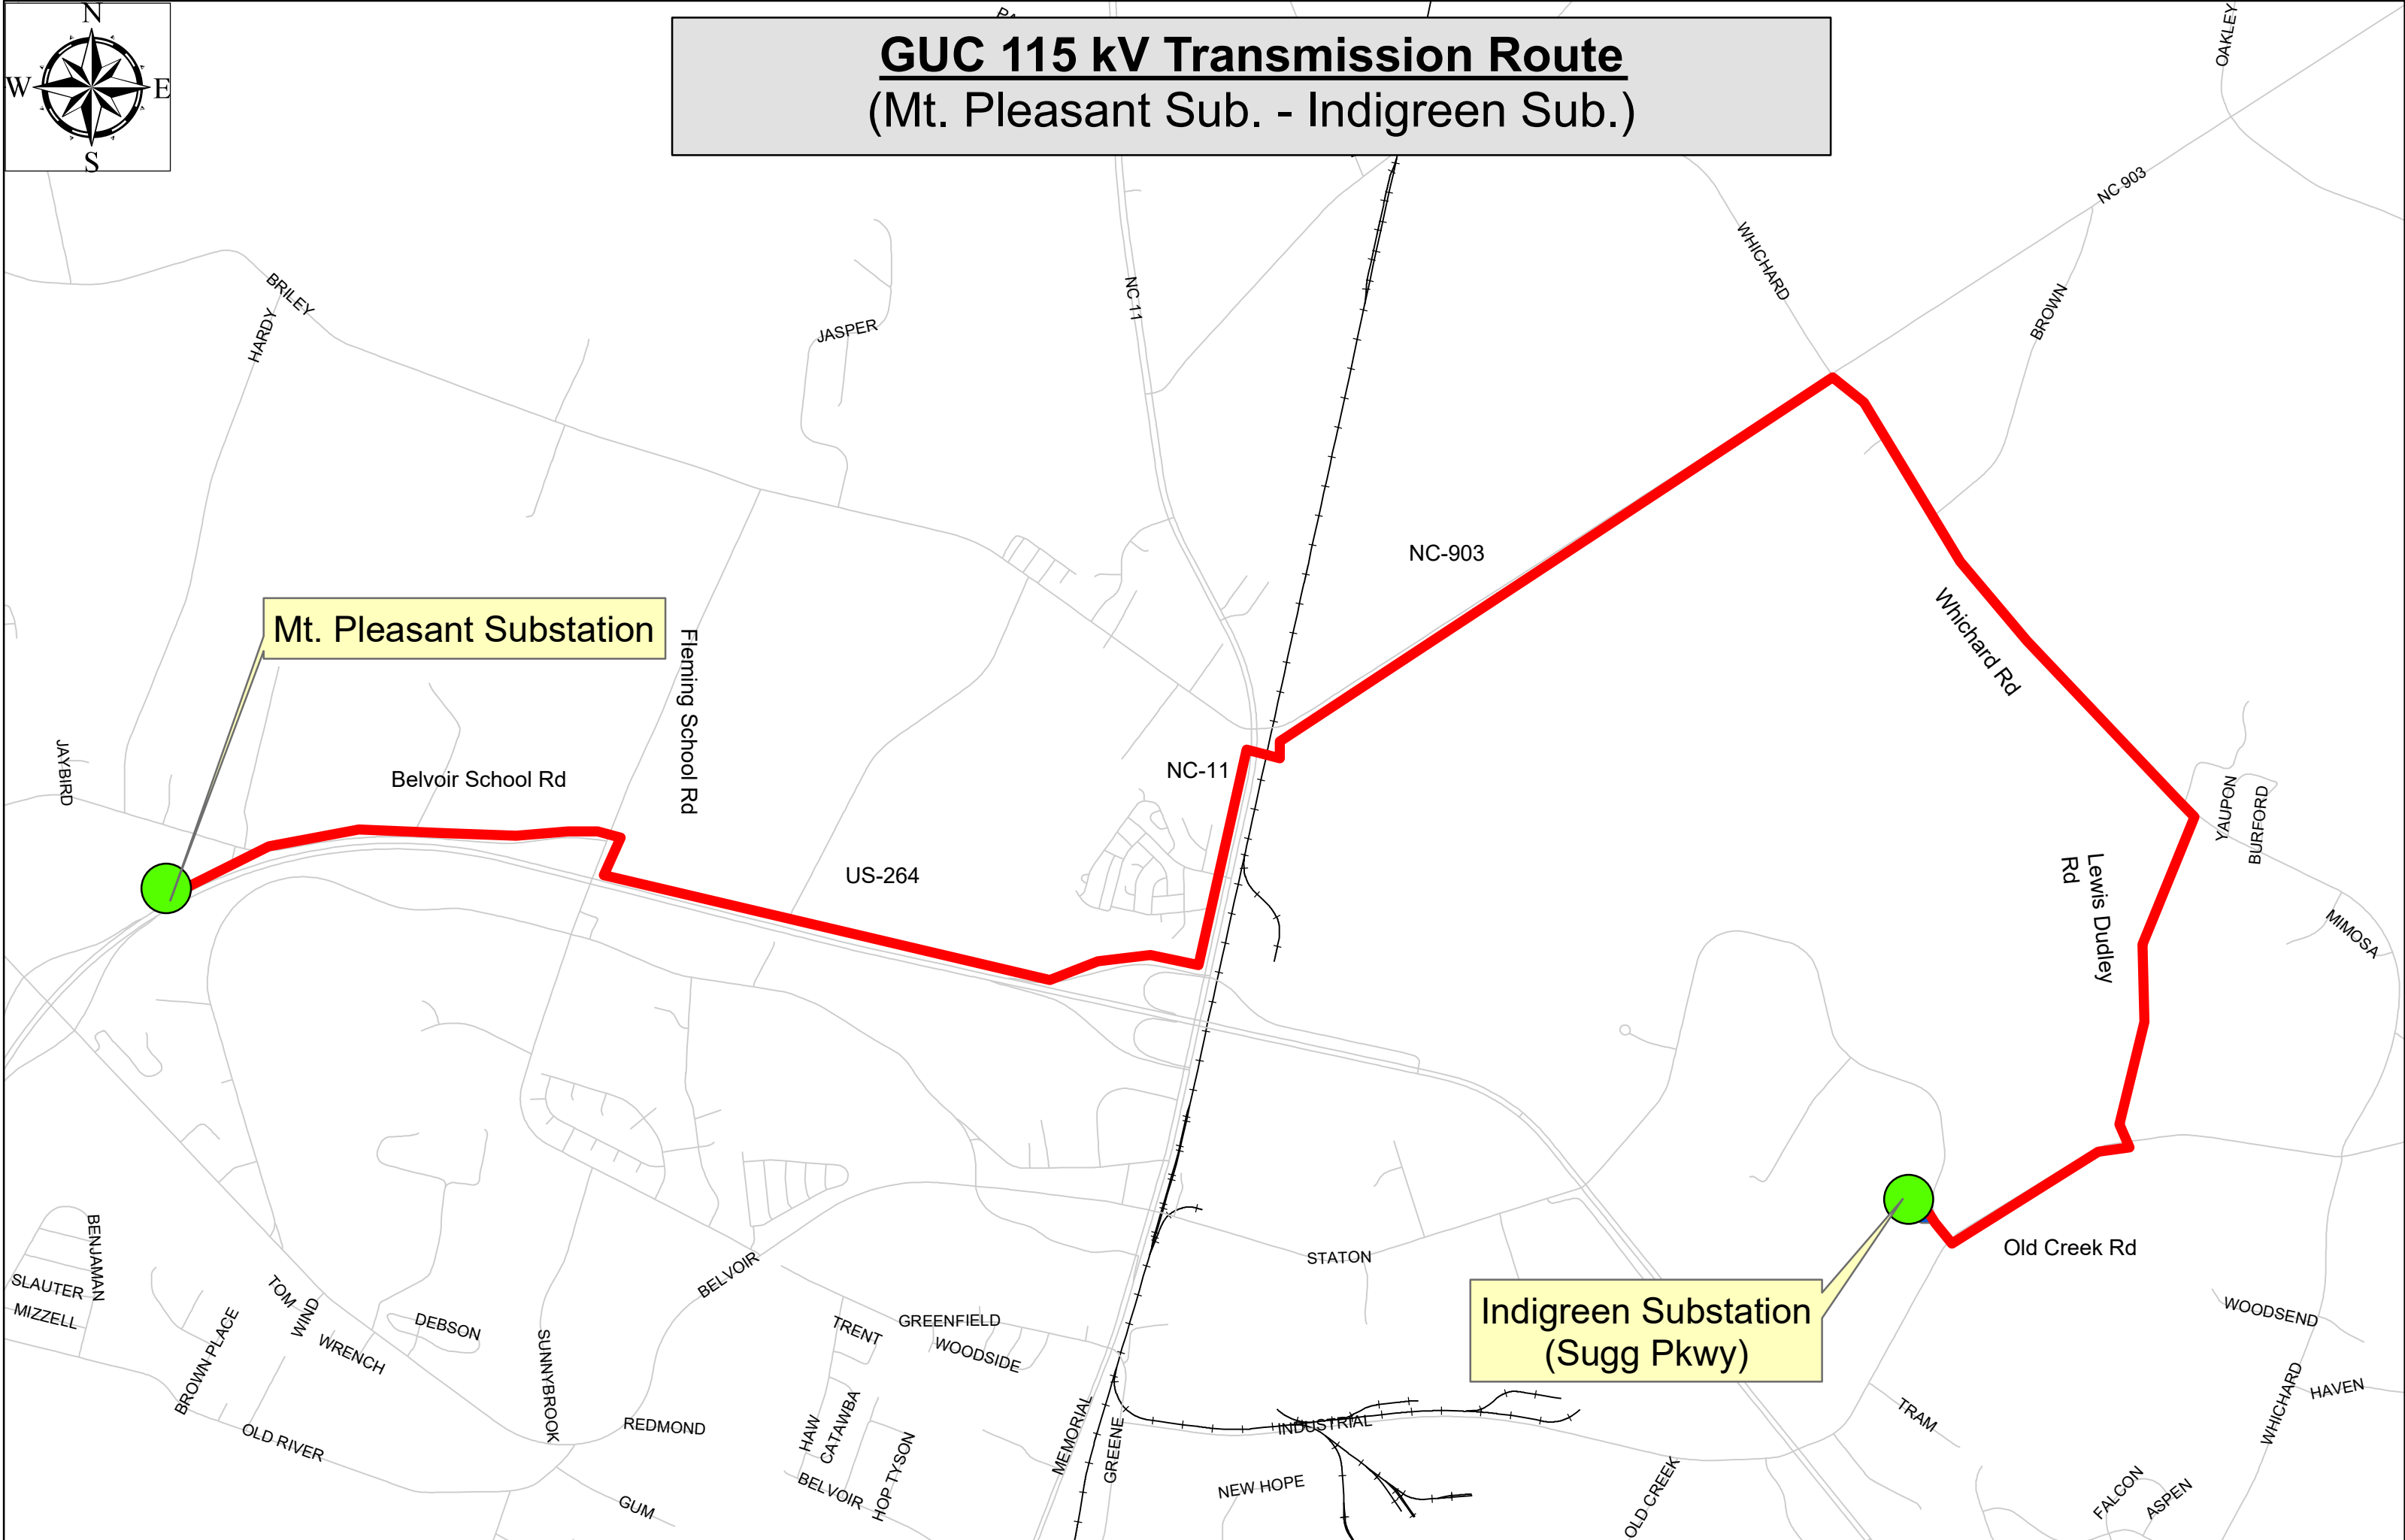 N
W E
S
GUC 115 kV Transmission Route
(Mt. Pleasant Sub. - Indigreen Sub.)
OAKLEY
NC 903
WHICHARD
BROWN
NC 11
BRILEY
HARDY
JASPER
NC-903
Mt. Pleasant Substation
Fleming School Rd
Whichard Rd
JAYBIRD
Belvoir School Rd
NC-11
US-264
YAUPON
BURFORD
Lewis Dudley
Rd
MIMOSA
BENJAMAN
SLAUTER
MIZZELL
BROWN PLACE
TOM
WIND
WRENCH
DEBSON
OLD RIVER
SUNNYBROOK
BELVOIR
REDMOND
GUM
TRENT
GREENFIELD
WOODSIDE
HAW
CATAWBA
BELVOIR
HOP TYSON
MEMORIAL
GREENE
STATON
INDUSTRIAL
NEW HOPE
Indigreen Substation
(Sugg Pkwy)
Old Creek Rd
WOODSEND
HAVEN
WHICHARD
TRAM
OLD CREEK
FALCON
ASPEN